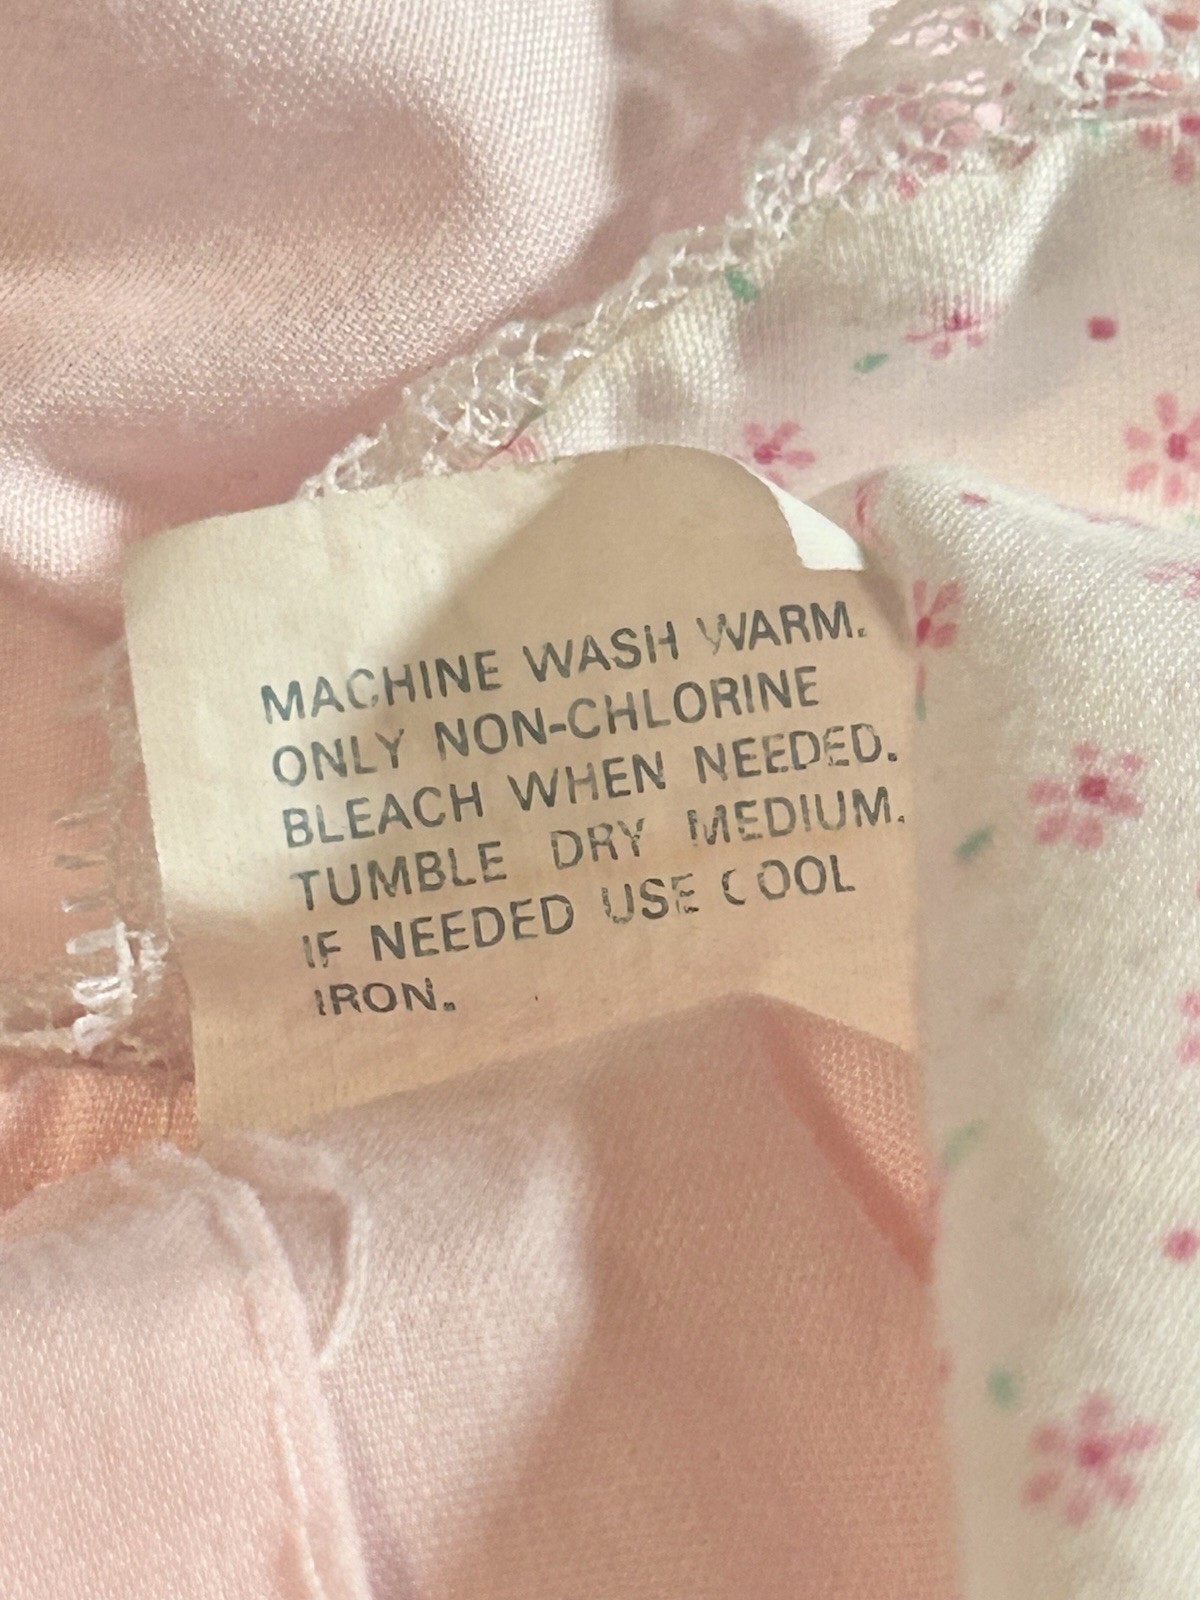 MACHINE WASH WARM.
ONLY NON-CHLORINE
BLEACH WHEN NEEDED.
TUMBLE DRY MEDIUM.
IF NEEDED USE COOL
IRON.